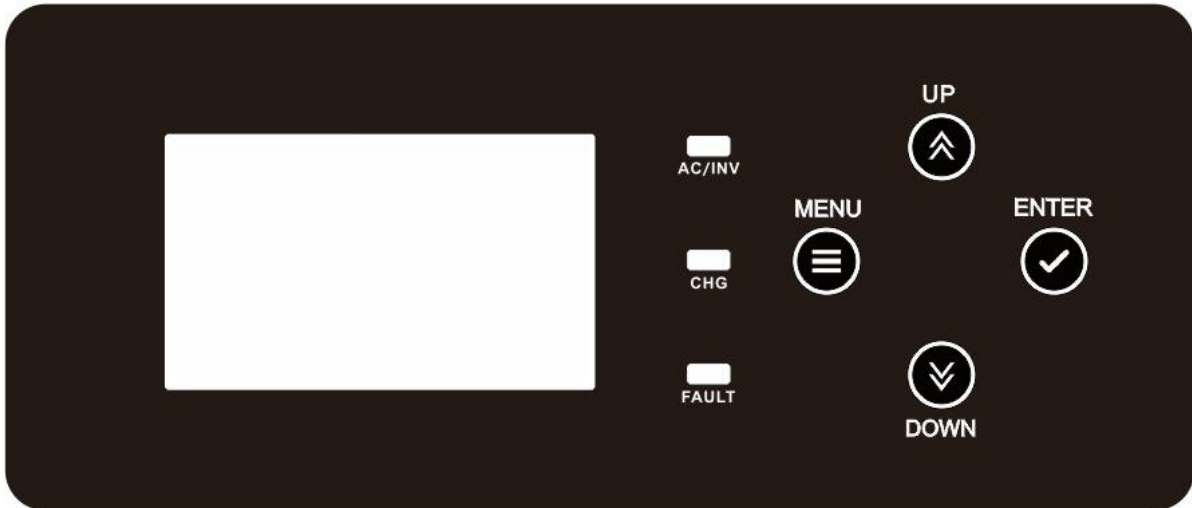 UP
AC/INV
MENU
ENTER
CHG
FAULT
DOWN